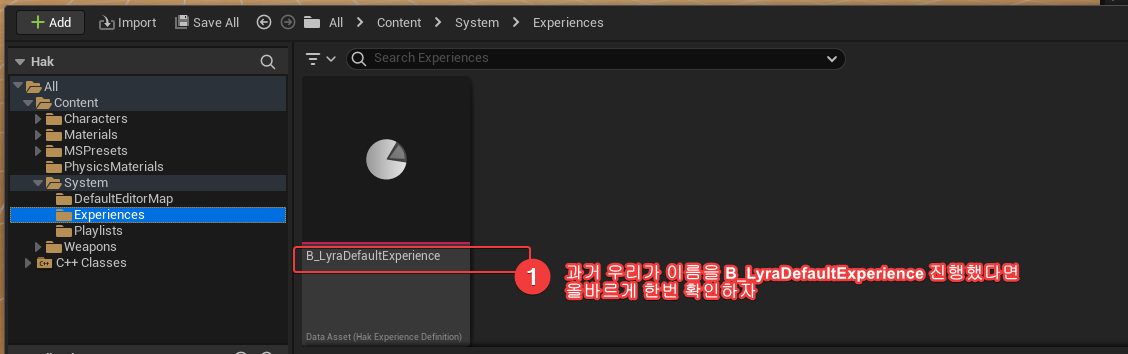 Add
Import
Save All
All
Content
System
Experiences
Hak
Search Experiences
All
Content
Characters
Materials
MSPresets
PhysicsMaterials
System
DefaultEditorMap
Experiences
Playlists
Weapons
C++ Classes
B_LyraDefaultExperience
Data Asset (Hak Experience Definition)
1
과거 우리가 이름을 B_LyraDefaultExperience 진행했다면
올바르게 한번 확인하자